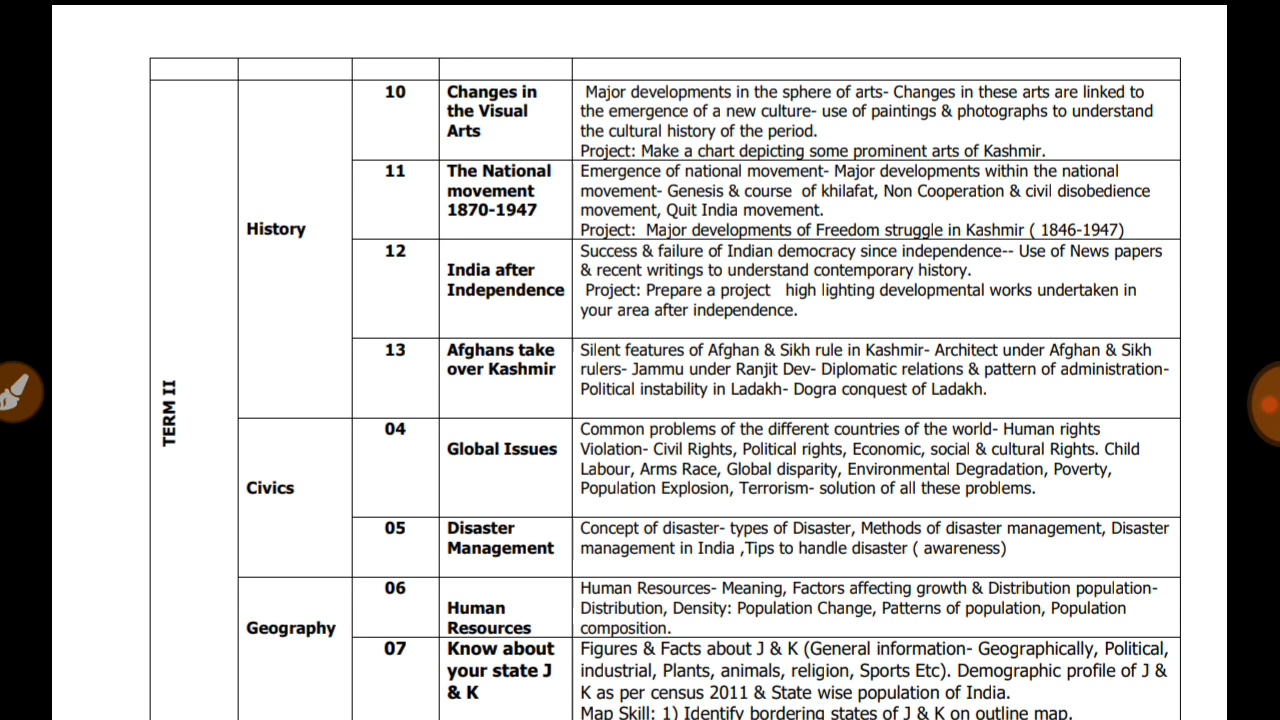 TERM II
History
10
Changes in
the Visual
Arts
Major developments in the sphere of arts- Changes in these arts are linked to
the emergence of a new culture- use of paintings & photographs to understand
the cultural history of the period.
Project: Make a chart depicting some prominent arts of Kashmir.
11
The National
movement
1870-1947
Emergence of national movement- Major developments within the national
movement- Genesis & course of khilafat, Non Cooperation & civil disobedience
movement, Quit India movement.
Project: Major developments of Freedom struggle in Kashmir ( 1846-1947)
12
India after
Independence
Success & failure of Indian democracy since independence-- Use of News papers
& recent writings to understand contemporary history.
Project: Prepare a project high lighting developmental works undertaken in
your area after independence.
13
Afghans take
over Kashmir
Silent features of Afghan & Sikh rule in Kashmir- Architect under Afghan & Sikh
rulers- Jammu under Ranjit Dev- Diplomatic relations & pattern of administration-
Political instability in Ladakh- Dogra conquest of Ladakh.
Civics
04
Global Issues
Common problems of the different countries of the world- Human rights
Violation- Civil Rights, Political rights, Economic, social & cultural Rights. Child
Labour, Arms Race, Global disparity, Environmental Degradation, Poverty,
Population Explosion, Terrorism- solution of all these problems.
05
Disaster
Management
Concept of disaster- types of Disaster, Methods of disaster management, Disaster
management in India ,Tips to handle disaster ( awareness)
Geography
06
Human
Resources
Human Resources- Meaning, Factors affecting growth & Distribution population-
Distribution, Density: Population Change, Patterns of population, Population
composition.
07
Know about
your state J
& K
Figures & Facts about J & K (General information- Geographically, Political,
industrial, Plants, animals, religion, Sports Etc). Demographic profile of J &
K as per census 2011 & State wise population of India.
Map Skill: 1) Identify bordering states of J & K on outline map.